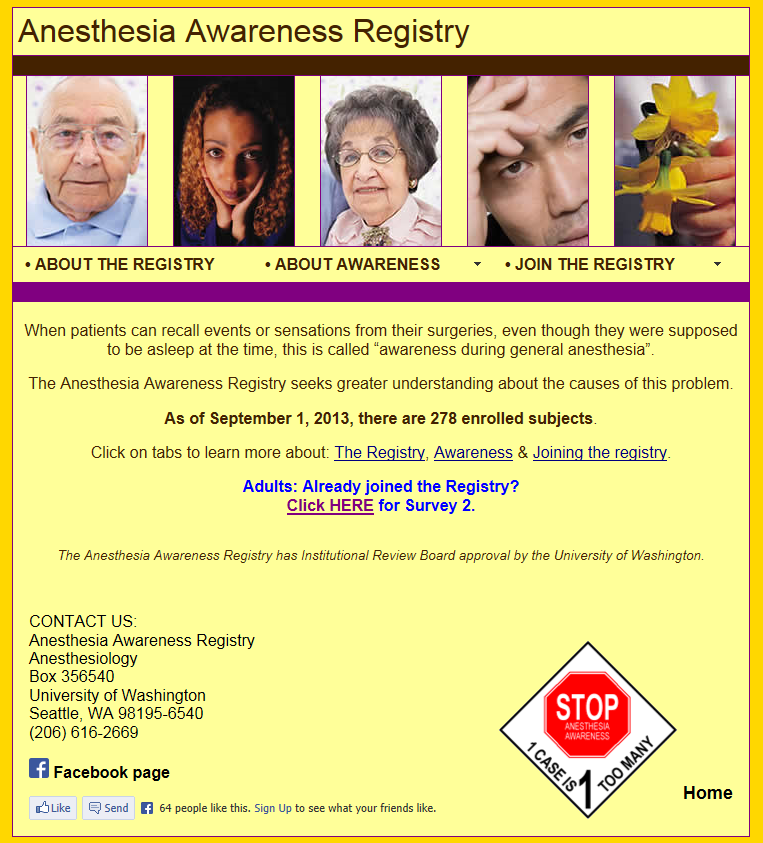 Anesthesia Awareness Registry
• ABOUT THE REGISTRY
• ABOUT AWARENESS
• JOIN THE REGISTRY
When patients can recall events or sensations from their surgeries, even though they were supposed
to be asleep at the time, this is called “awareness during general anesthesia”.
The Anesthesia Awareness Registry seeks greater understanding about the causes of this problem.
As of September 1, 2013, there are 278 enrolled subjects.
Click on tabs to learn more about: The Registry, Awareness & Joining the registry.
Adults: Already joined the Registry?
Click HERE for Survey 2.
The Anesthesia Awareness Registry has Institutional Review Board approval by the University of Washington.
CONTACT US:
Anesthesia Awareness Registry
Anesthesiology
Box 356540
University of Washington
Seattle, WA 98195-6540
(206) 616-2669
Facebook page
Like
Send
64 people like this. Sign Up to see what your friends like.
STOP
ANESTHESIA
AWARENESS
1 CASE IS
1
TOO MANY
Home